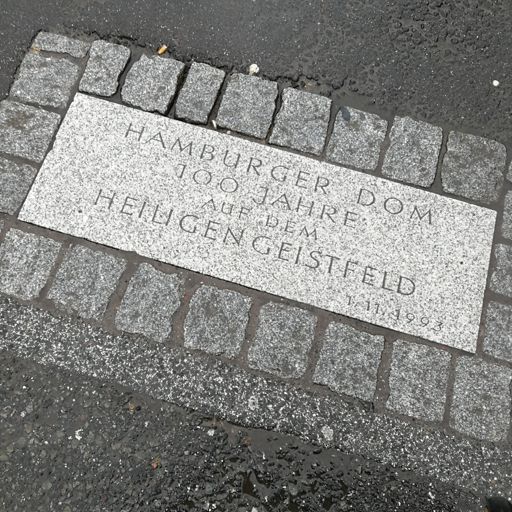 HAMBURGER DOM
100 JAHRE
AUF DEM
HEILIGENGEISTFELD
1.11.1993